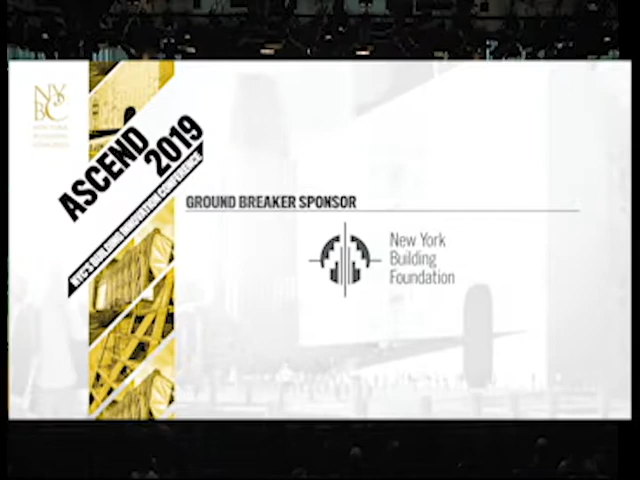 NY
BC
ASCEND
2019
NYC'S BUILDING INNOVATION CONFERENCE
GROUND BREAKER SPONSOR
New York
Building
Foundation